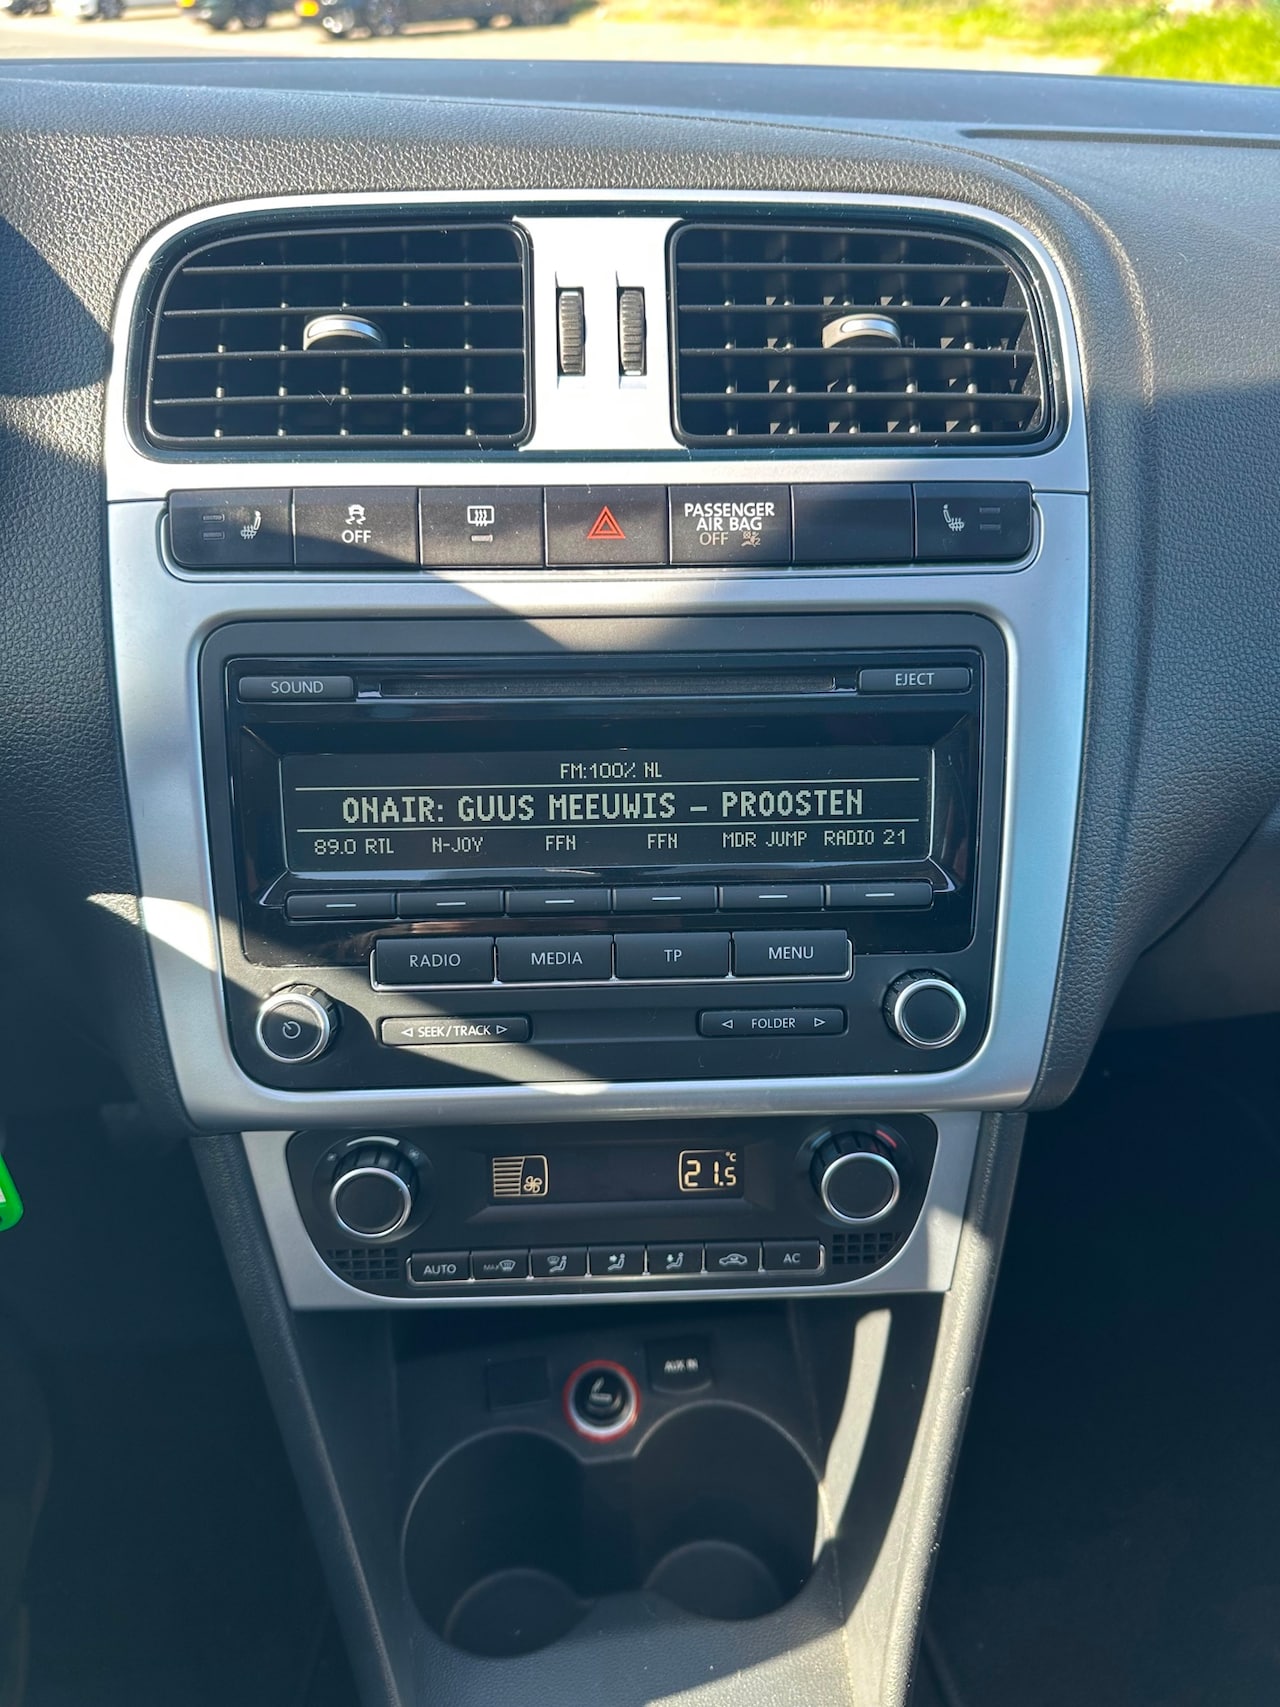 OFF
PASSENGER
AIR BAG
OFF
SOUND
EJECT
FM:100% NL
ONAIR: GUUS MEEUWIS - PROOSTEN
89.0 RTL N-JOY FFN FFN MDR JUMP RADIO 21
RADIO MEDIA TP MENU
SEEK/TRACK
FOLDER
21.5 °C
AUTO MAX AC
AUX IN